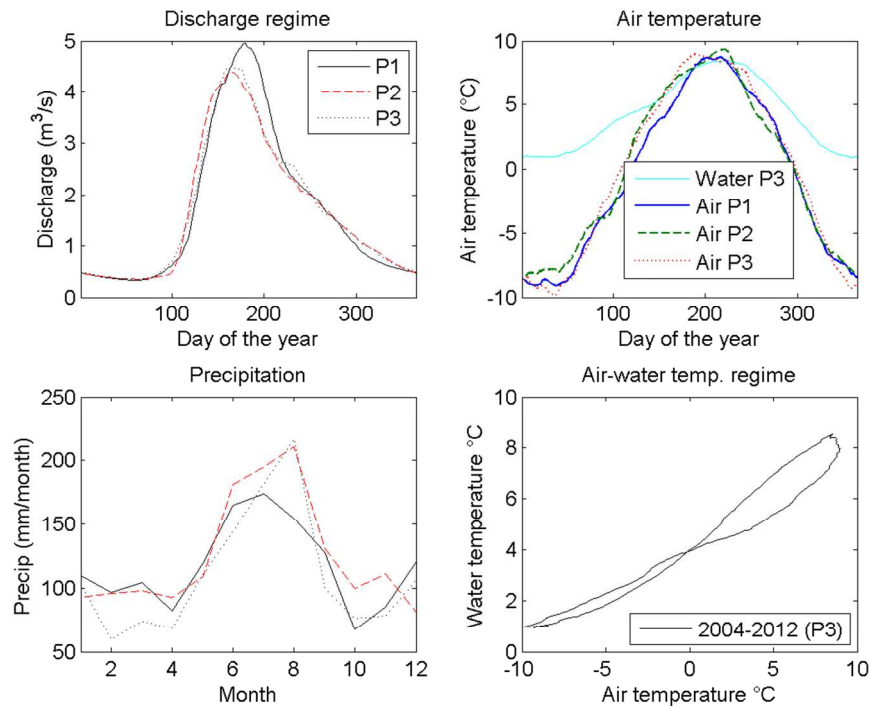 Discharge regime
5
4
3
2
1
0
Discharge (m³/s)
P1
P2
P3
100
200
300
Day of the year
Air temperature
10
5
0
-5
-10
Air temperature (°C)
Water P3
Air P1
Air P2
Air P3
100
200
300
Day of the year
Precipitation
250
200
150
100
50
Precip (mm/month)
2
4
6
8
10
12
Month
Air-water temp. regime
10
8
6
4
2
0
Water temperature °C
2004-2012 (P3)
-10
-5
0
5
10
Air temperature °C